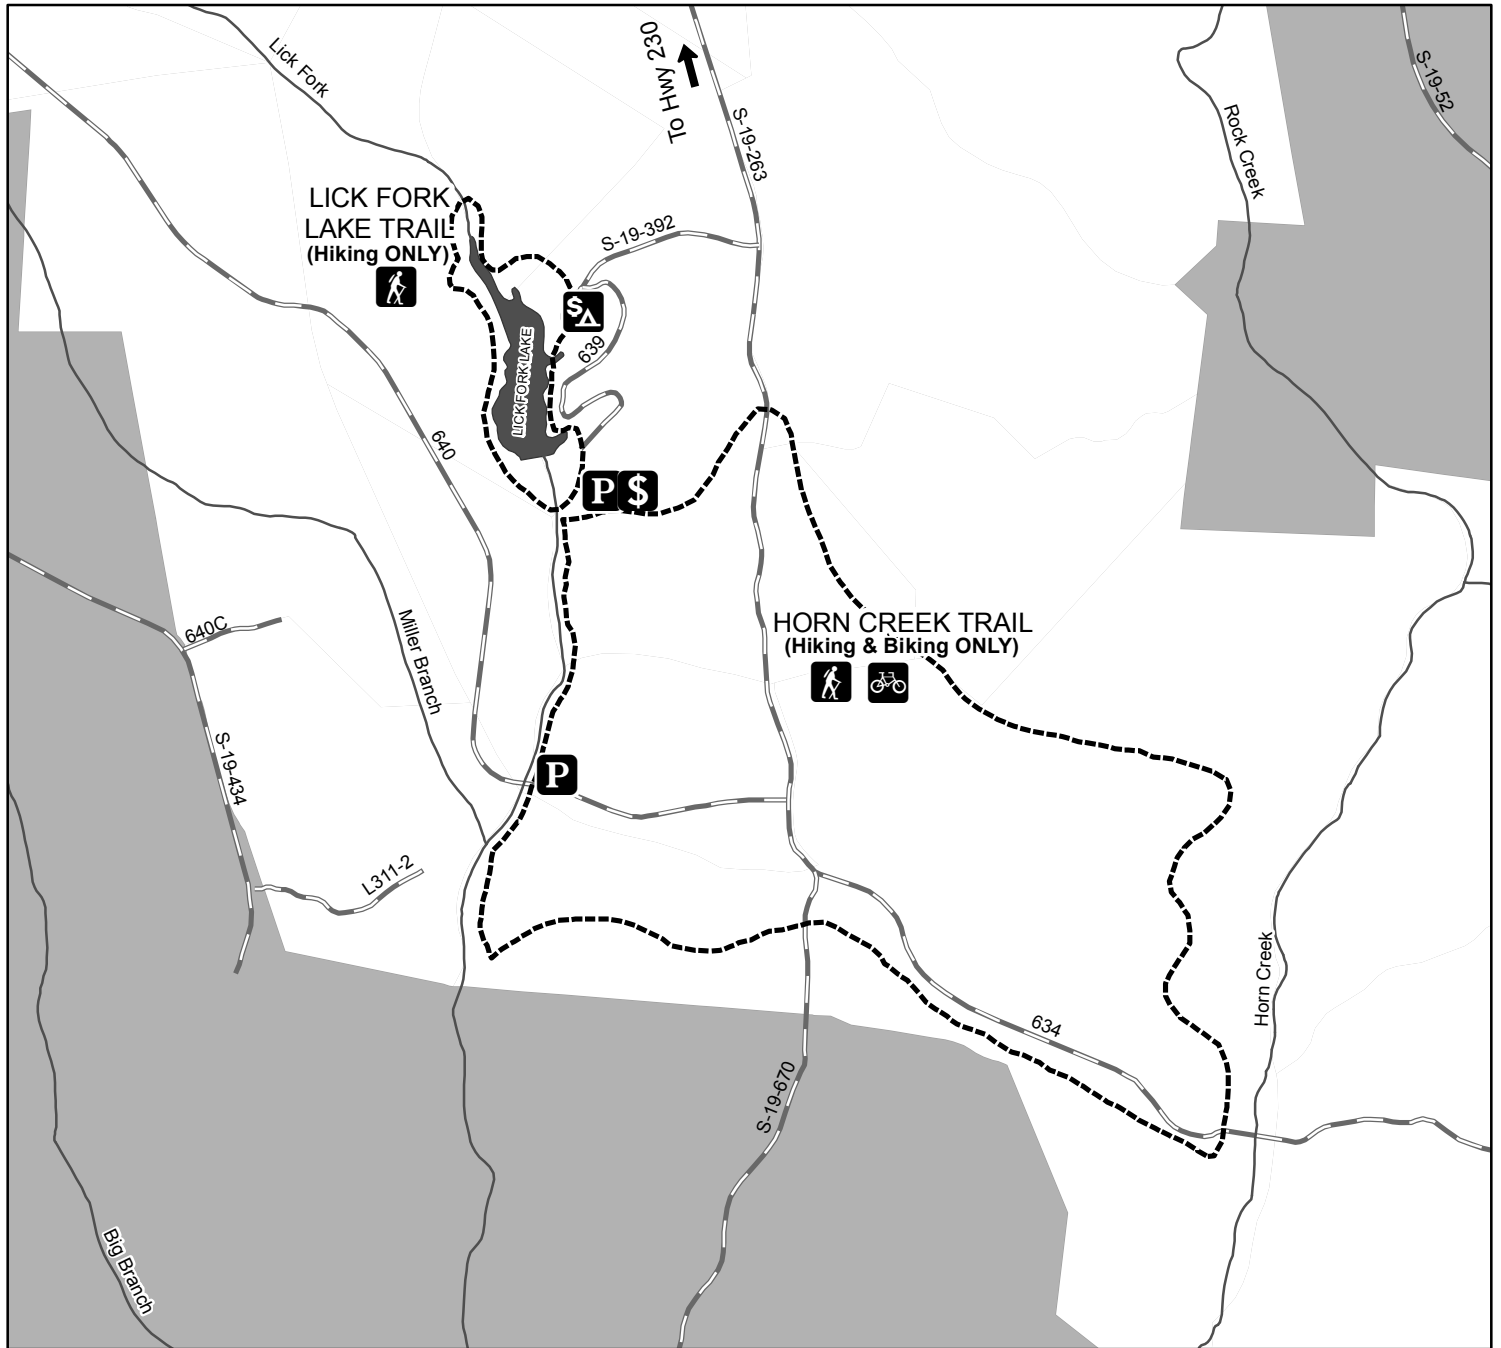 Lick Fork
To Hwy 230
S-19-263
S-19-52
Rock Creek
LICK FORK
LAKE TRAIL
(Hiking ONLY)
S-19-392
$
639
LICK FORK LAKE
640
P
$
640C
Miller Branch
HORN CREEK TRAIL
(Hiking & Biking ONLY)
S-19-434
P
L311-2
Horn Creek
634
S-19-670
Big Branch